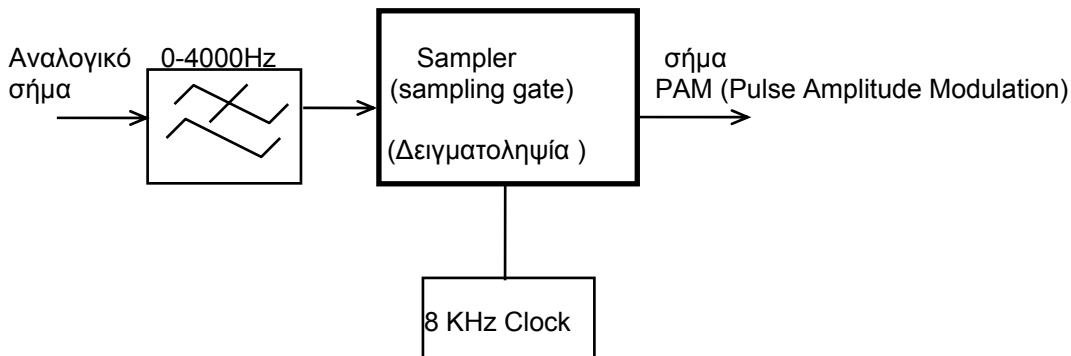 Αναλογικό
σήμα
0-4000Hz
Sampler
(sampling gate)
(Δειγματοληψία )
σήμα
PAM (Pulse Amplitude Modulation)
8 KHz Clock